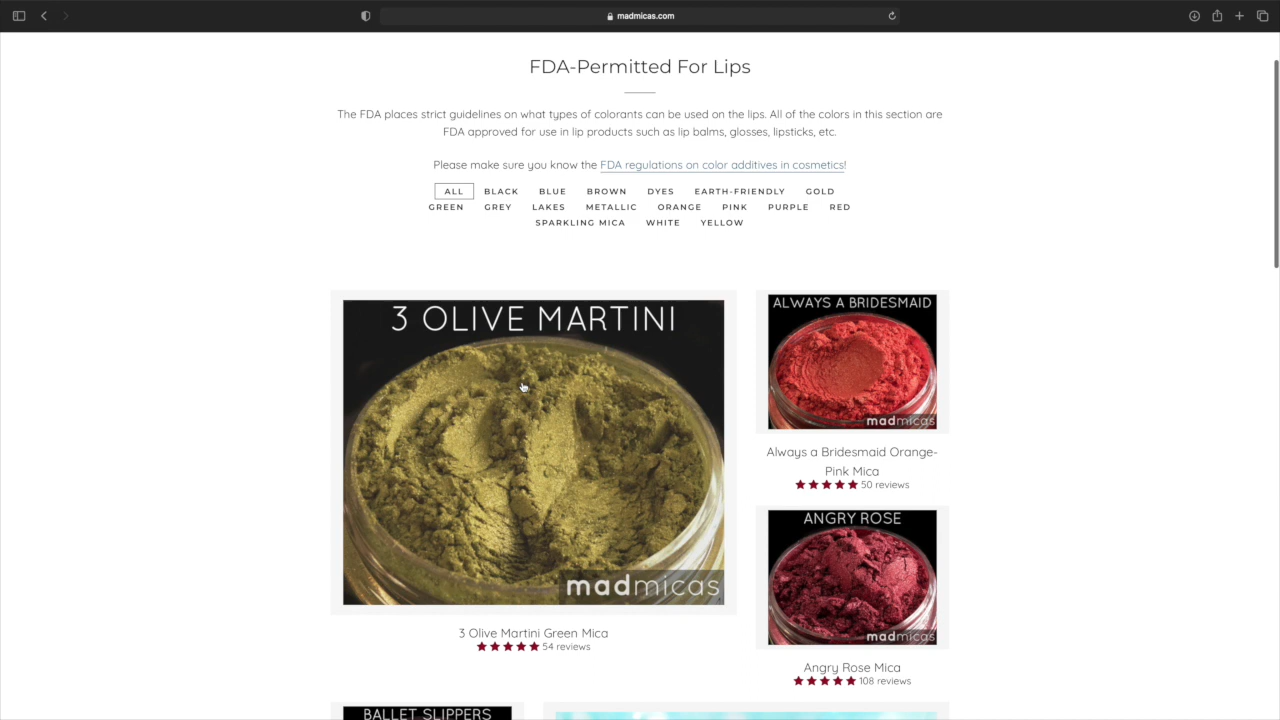 madmicas.com
FDA-Permitted For Lips
The FDA places strict guidelines on what types of colorants can be used on the lips. All of the colors in this section are
FDA approved for use in lip products such as lip balms, glosses, lipsticks, etc.
Please make sure you know the FDA regulations on color additives in cosmetics!
ALL BLACK BLUE BROWN DYES EARTH-FRIENDLY GOLD
GREEN GREY LAKES METALLIC ORANGE PINK PURPLE RED
SPARKLING MICA WHITE YELLOW
3 OLIVE MARTINI
madmicas
3 Olive Martini Green Mica
54 reviews
ALWAYS A BRIDESMAID
madmicas
Always a Bridesmaid Orange-
Pink Mica
50 reviews
ANGRY ROSE
madmicas
Angry Rose Mica
108 reviews
BALLET SLIPPERS